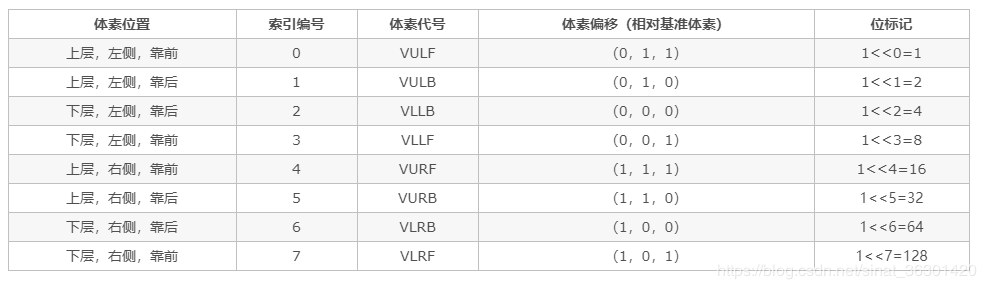 体素位置 索引编号 体素代号 体素偏移（相对基准体素） 位标记
上层，左侧，靠前 0 VULF （0，1，1） 1<<0=1
上层，左侧，靠后 1 VULB （0，1，0） 1<<1=2
下层，左侧，靠后 2 VLLB （0，0，0） 1<<2=4
下层，左侧，靠前 3 VLLF （0，0，1） 1<<3=8
上层，右侧，靠前 4 VURF （1，1，1） 1<<4=16
上层，右侧，靠后 5 VURB （1，1，0） 1<<5=32
下层，右侧，靠后 6 VLRB （1，0，0） 1<<6=64
下层，右侧，靠前 7 VLRF （1，0，1） 1<<7=128
https://blog.csdn.net/sinat_36301420